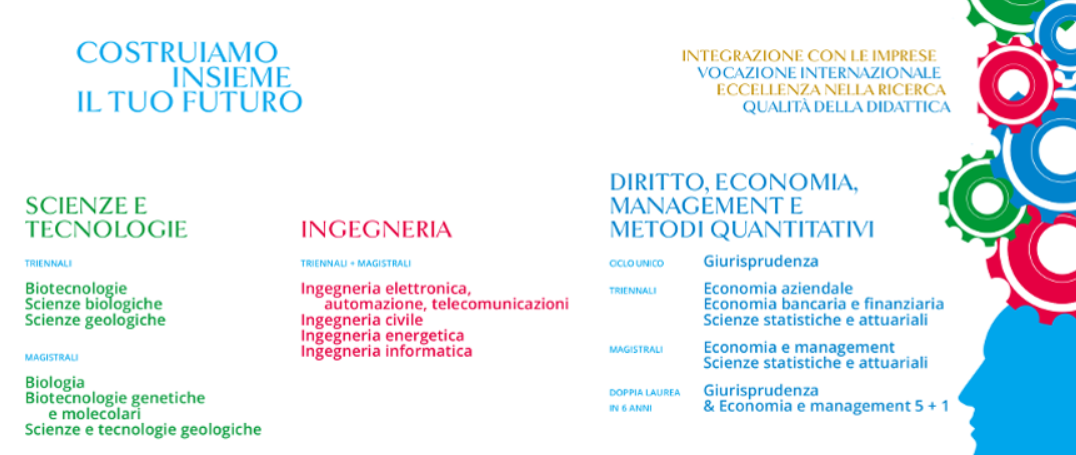 COSTRUIAMO
INSIEME
IL TUO FUTURO
INTEGRAZIONE CON LE IMPRESE
VOCAZIONE INTERNAZIONALE
ECCELLENZA NELLA RICERCA
QUALITÀ DELLA DIDATTICA
SCIENZE E
TECNOLOGIE
TRIENNALI
Biotecnologie
Scienze biologiche
Scienze geologiche
MAGISTRALI
Biologia
Biotecnologie genetiche
e molecolari
Scienze e tecnologie geologiche
INGEGNERIA
TRIENNALI + MAGISTRALI
Ingegneria elettronica,
automazione, telecomunicazioni
Ingegneria civile
Ingegneria energetica
Ingegneria informatica
DIRITTO, ECONOMIA,
MANAGEMENT E
METODI QUANTITATIVI
CICLO UNICO Giurisprudenza
TRIENNALI Economia aziendale
Economia bancaria e finanziaria
Scienze statistiche e attuariali
MAGISTRALI Economia e management
Scienze statistiche e attuariali
DOPPIA LAUREA Giurisprudenza
IN 6 ANNI & Economia e management 5 + 1